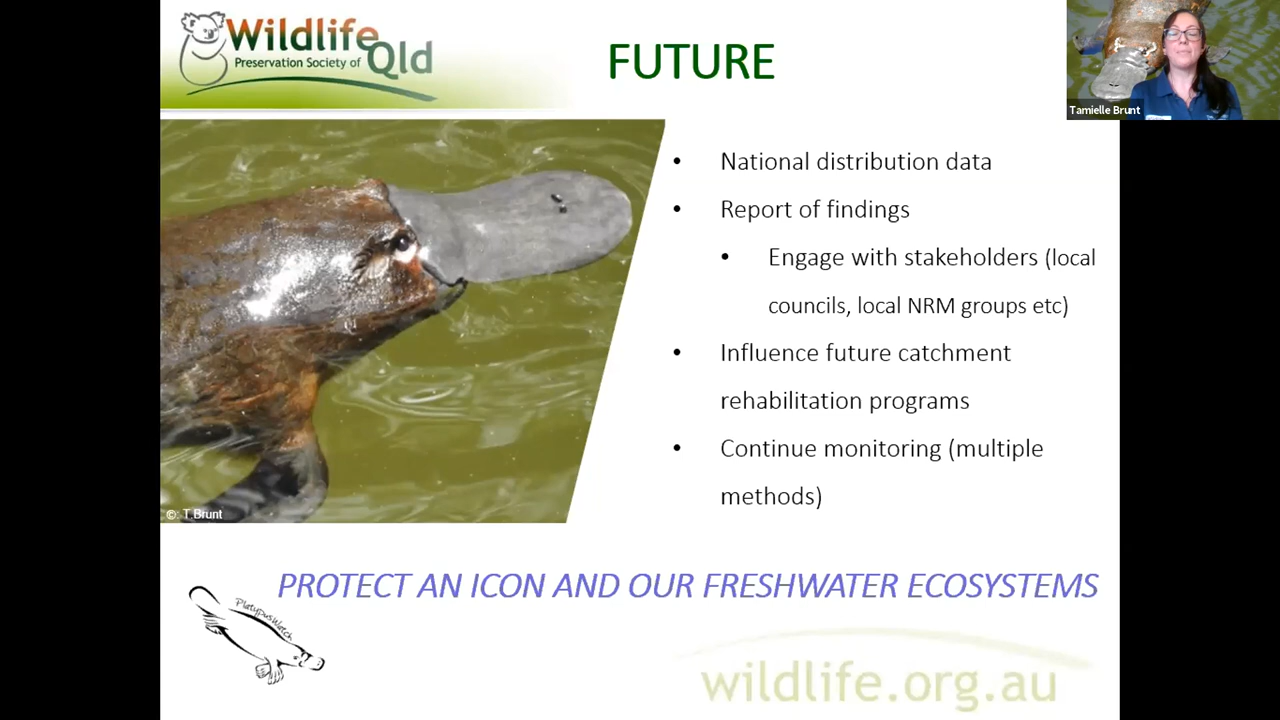 Wildlife
Preservation Society of Qld
FUTURE
Tamielle Brunt
• National distribution data
• Report of findings
• Engage with stakeholders (local
councils, local NRM groups etc)
• Influence future catchment
rehabilitation programs
• Continue monitoring (multiple
methods)
©: T.Brunt
PROTECT AN ICON AND OUR FRESHWATER ECOSYSTEMS
PlatypusWatch
wildlife.org.au